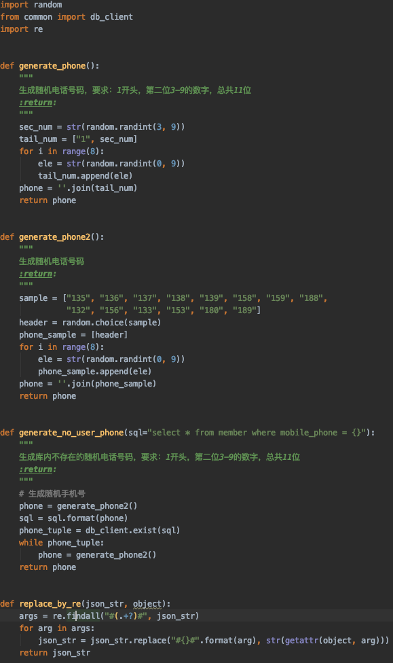 import random
from common import db_client
import re
def generate_phone():
    """
    生成随机电话号码，要求：1开头，第二位3-9的数字，总共11位
    :return:
    """
    sec_num = str(random.randint(3, 9))
    tail_num = ["1", sec_num]
    for i in range(8):
        ele = str(random.randint(0, 9))
        tail_num.append(ele)
    phone = ''.join(tail_num)
    return phone
def generate_phone2():
    """
    生成随机电话号码
    :return:
    """
    sample = ["135", "136", "137", "138", "139", "158", "159", "188",
              "132", "156", "133", "153", "180", "189"]
    header = random.choice(sample)
    phone_sample = [header]
    for i in range(8):
        ele = str(random.randint(0, 9))
        phone_sample.append(ele)
    phone = ''.join(phone_sample)
    return phone
def generate_no_user_phone(sql="select * from member where mobile_phone = {}"):
    """
    生成库内不存在的随机电话号码，要求：1开头，第二位3-9的数字，总共11位
    :return:
    """
    # 生成随机手机号
    phone = generate_phone2()
    sql = sql.format(phone)
    phone_tuple = db_client.exist(sql)
    while phone_tuple:
        phone = generate_phone2()
    return phone
def replace_by_re(json_str, object):
    args = re.findall("#(.+?)#", json_str)
    for arg in args:
        json_str = json_str.replace("#{}#".format(arg), str(getattr(object, arg)))
    return json_str